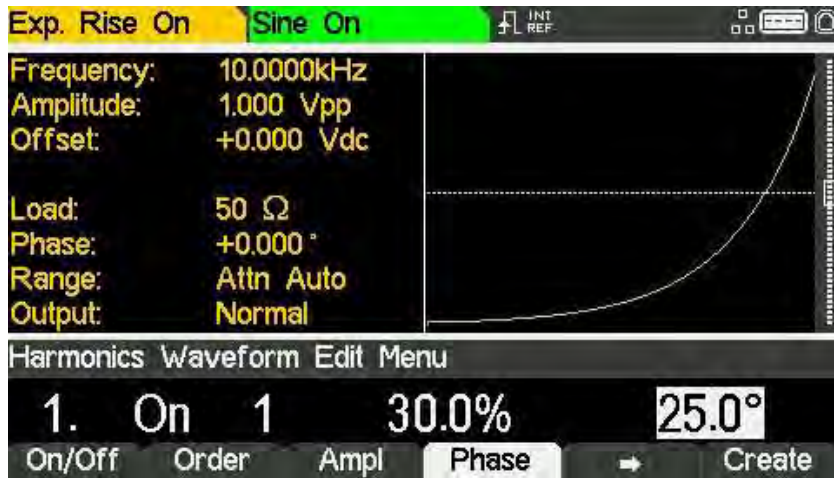 Exp. Rise On Sine On INT REF
Frequency: 10.0000kHz
Amplitude: 1.000 Vpp
Offset: +0.000 Vdc
Load: 50 Ω
Phase: +0.000°
Range: Attn Auto
Output: Normal
Harmonics Waveform Edit Menu
1. On 1 30.0% 25.0°
On/Off Order Ampl Phase ➡ Create